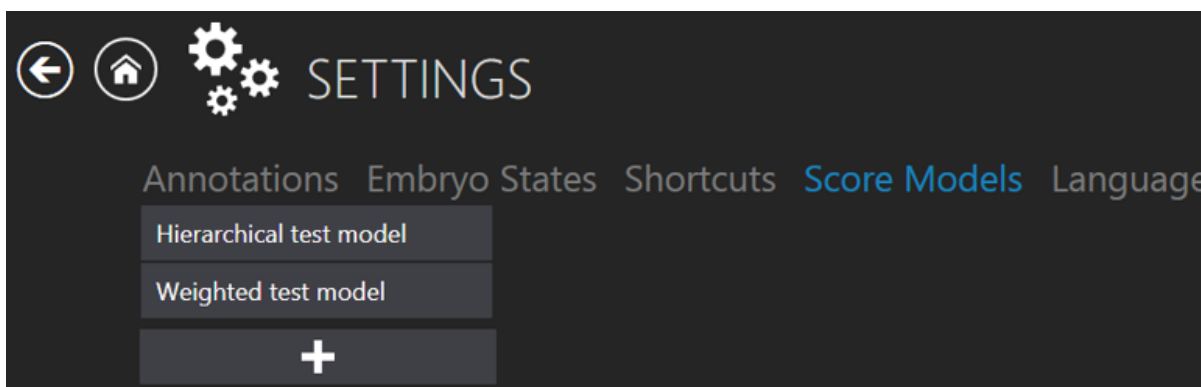 SETTINGS
Annotations Embryo States Shortcuts Score Models Language
Hierarchical test model
Weighted test model